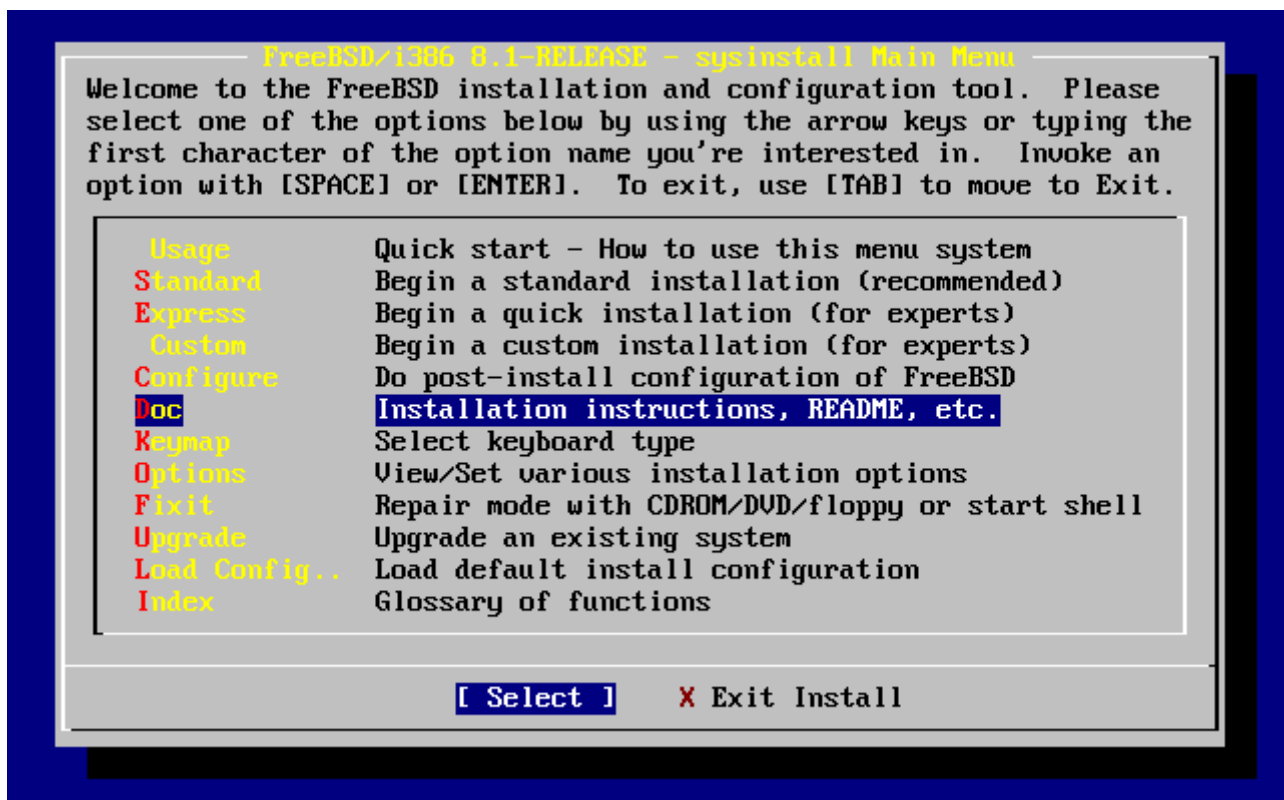 FreeBSD/i386 8.1-RELEASE - sysinstall Main Menu
Welcome to the FreeBSD installation and configuration tool.  Please
select one of the options below by using the arrow keys or typing the
first character of the option name you're interested in.  Invoke an
option with [SPACE] or [ENTER].  To exit, use [TAB] to move to Exit.
Usage Quick start - How to use this menu system
Standard Begin a standard installation (recommended)
Express Begin a quick installation (for experts)
Custom Begin a custom installation (for experts)
Configure Do post-install configuration of FreeBSD
Doc Installation instructions, README, etc.
Keymap Select keyboard type
Options View/Set various installation options
Fixit Repair mode with CDROM/DVD/floppy or start shell
Upgrade Upgrade an existing system
Load Config.. Load default install configuration
Index Glossary of functions
[ Select ] X Exit Install